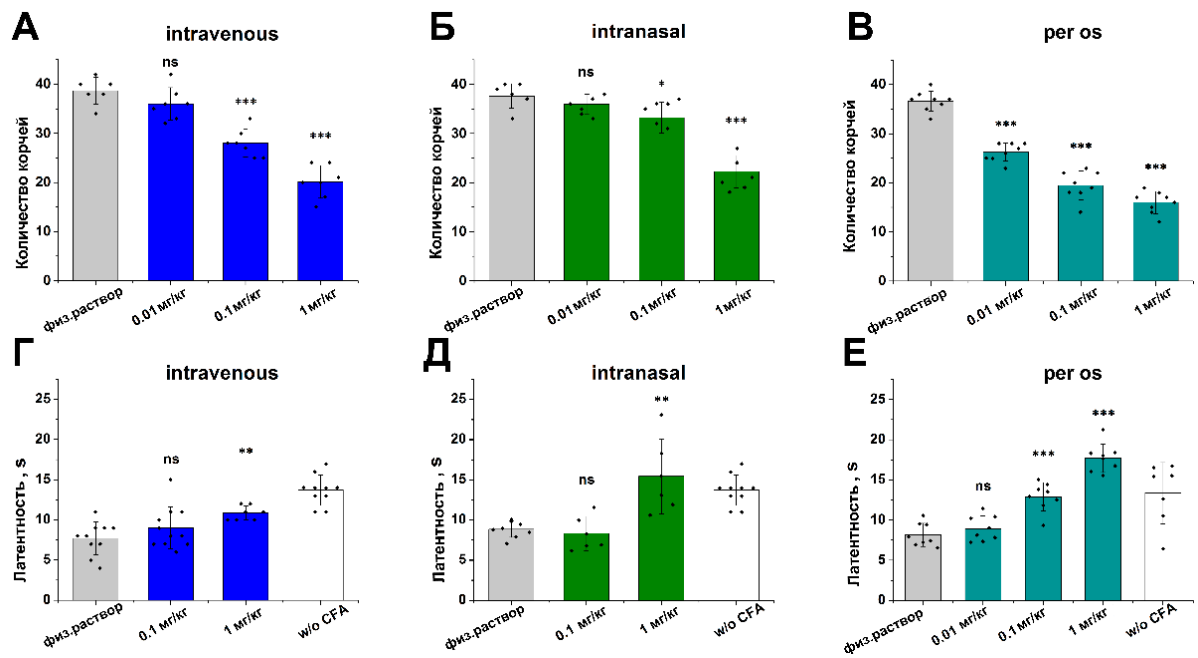 А
intravenous
Количество корчей
40
30
20
10
0
ns
***
***
физ.раствор
0.01 мг/кг
0.1 мг/кг
1 мг/кг
Б
intranasal
Количество корчей
40
30
20
10
0
ns
*
***
физ.раствор
0.01 мг/кг
0.1 мг/кг
1 мг/кг
В
per os
Количество корчей
40
30
20
10
0
***
***
***
физ.раствор
0.01 мг/кг
0.1 мг/кг
1 мг/кг
Г
intravenous
Латентность , s
25
20
15
10
5
0
ns
**
физ.раствор
0.1 мг/кг
1 мг/кг
w/o CFA
Д
intranasal
Латентность , s
25
20
15
10
5
0
ns
**
физ.раствор
0.1 мг/кг
1 мг/кг
w/o CFA
Е
per os
Латентность , s
25
20
15
10
5
0
ns
***
***
физ.раствор
0.01 мг/кг
0.1 мг/кг
1 мг/кг
w/o CFA